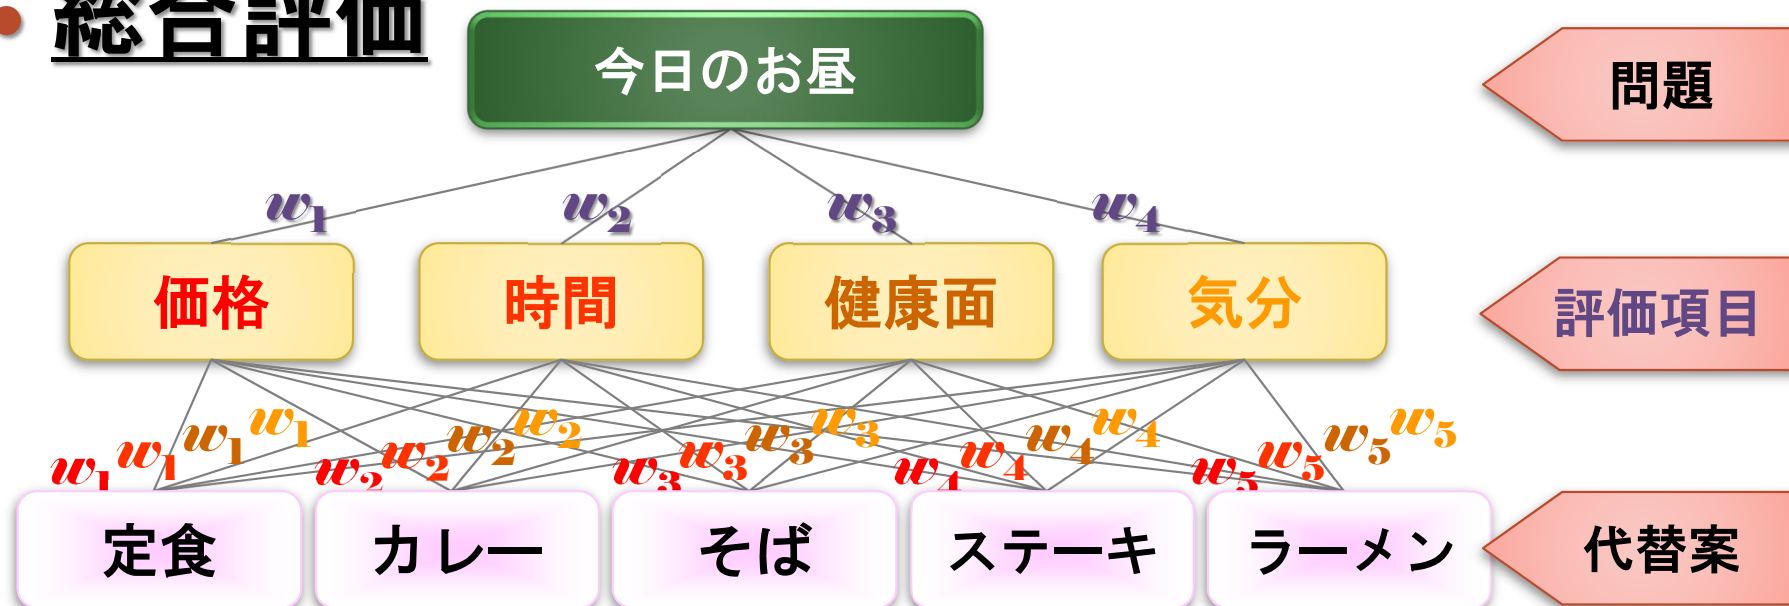 総合評価
今日のお昼
問題
w1 w2 w3 w4
価格 時間 健康面 気分
評価項目
w1 w1 w1 w1 w2 w2 w2 w2 w3 w3 w3 w3 w4 w4 w4 w4 w5 w5 w5 w5
定食 カレー そば ステーキ ラーメン
代替案